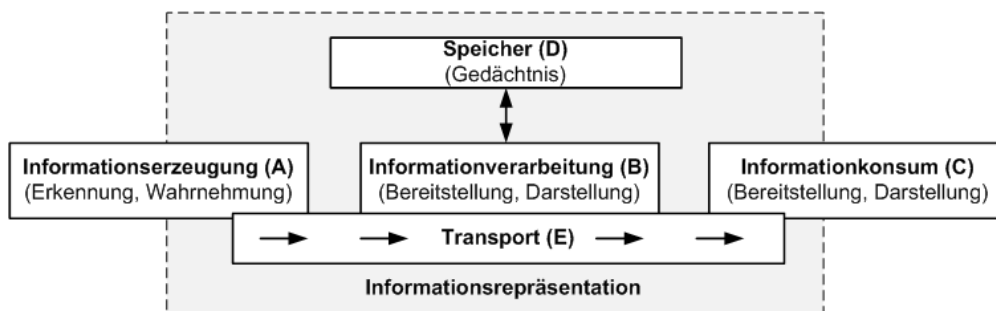 Speicher (D)
(Gedächtnis)
Informationserzeugung (A)
(Erkennung, Wahrnehmung)
Informationverarbeitung (B)
(Bereitstellung, Darstellung)
Informationkonsum (C)
(Bereitstellung, Darstellung)
Transport (E)
Informationsrepräsentation